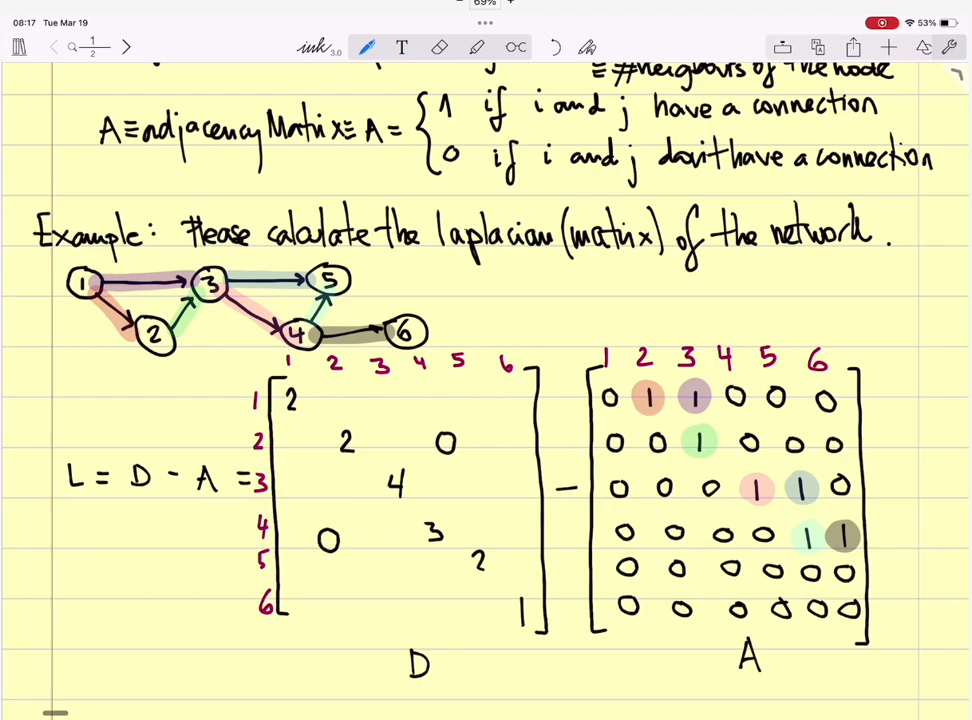 69%
08:17 Tue Mar 19
53%
1
2
ink 3.0
T
≡ #neighbours of the node
A≡adjacency Matrix≡ A = { 1 if i and j have a connection
0 if i and j don't have a connection
Example: Please calculate the laplacian (matrix) of the network.
1 3 5
2 4 6
1 2 3 4 5 6
1 2 3 4 5 6
1 2
2 2 0
3 4
4 0 3
5 2
6 1
L = D - A =
−
0 1 1 0 0 0
0 0 1 0 0 0
0 0 0 1 1 0
0 0 0 0 1 1
0 0 0 0 0 0
0 0 0 0 0 0
D A